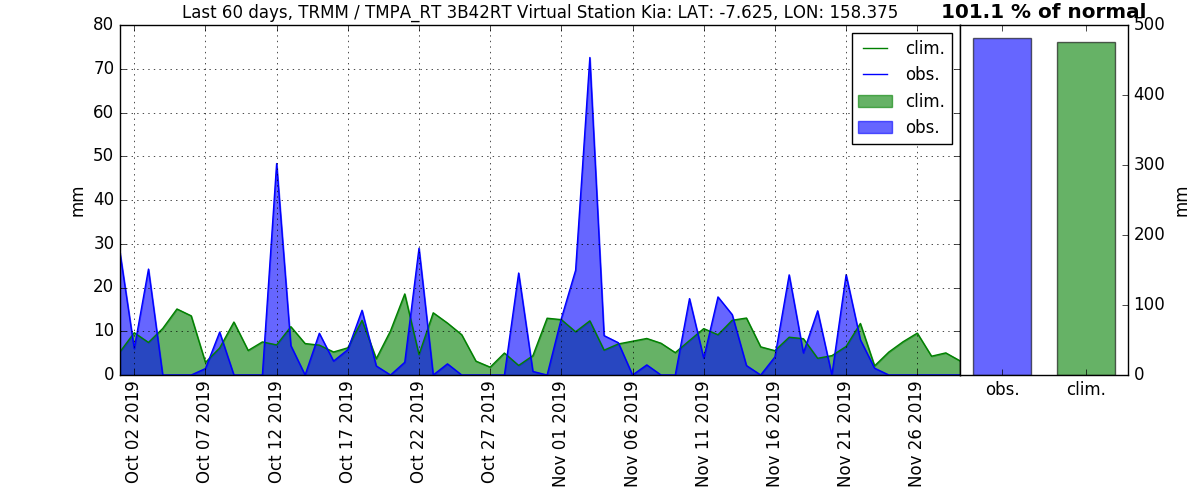 Last 60 days, TRMM / TMPA_RT 3B42RT Virtual Station Kia: LAT: -7.625, LON: 158.375
101.1 % of normal
80
70
60
50
40
30
20
10
0
mm
clim.
obs.
clim.
obs.
Oct 02 2019
Oct 07 2019
Oct 12 2019
Oct 17 2019
Oct 22 2019
Oct 27 2019
Nov 01 2019
Nov 06 2019
Nov 11 2019
Nov 16 2019
Nov 21 2019
Nov 26 2019
500
400
300
200
100
0
mm
obs.
clim.